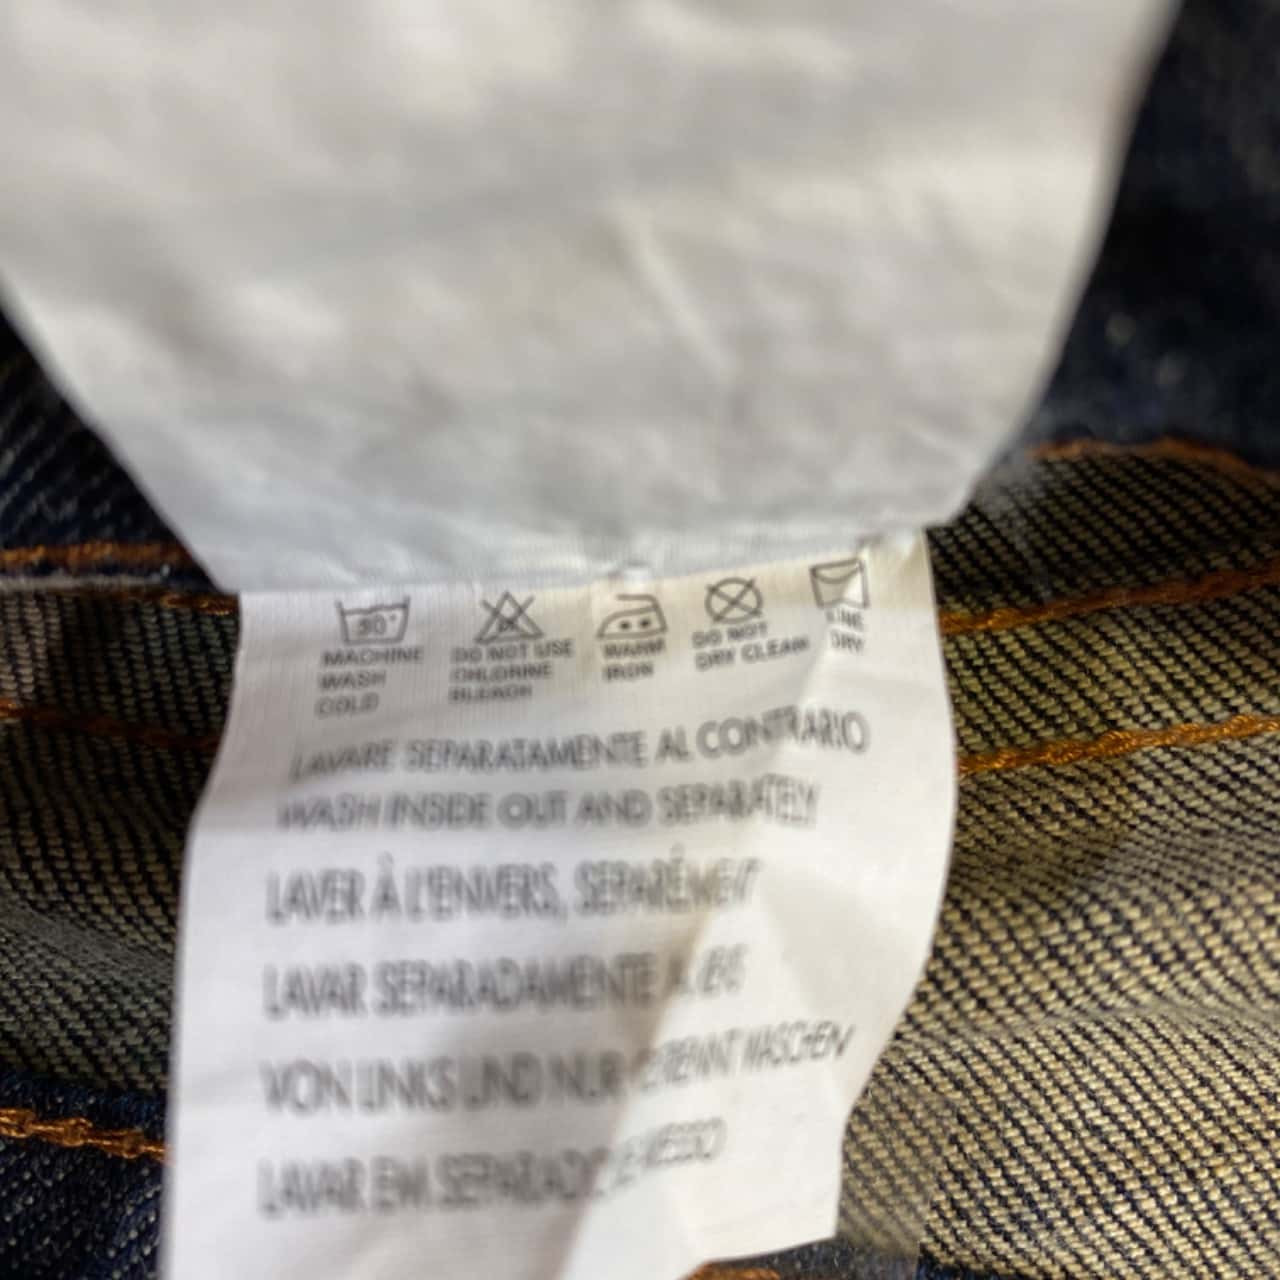 30°
MACHINE
WASH
COLD
DO NOT USE
CHLORINE
BLEACH
WARM
IRON
DO NOT
DRY CLEAN
LINE
DRY
LAVARE SEPARATAMENTE AL CONTRARIO
WASH INSIDE OUT AND SEPARATELY
LAVER À L'ENVERS, SEPARÉMENT
LAVAR SEPARADAMENTE
VON LINKS UND NUR GETRENNT WASCHEN
LAVAR EM SEPARADO